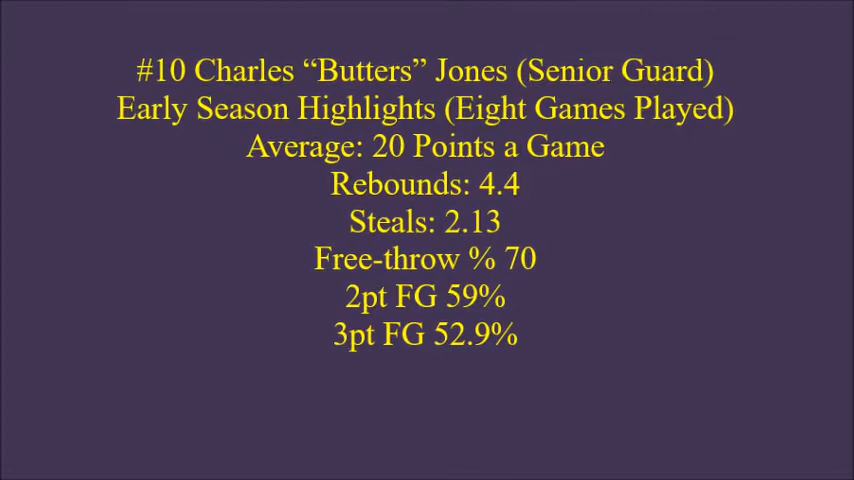 #10 Charles “Butters” Jones (Senior Guard)
Early Season Highlights (Eight Games Played)
Average: 20 Points a Game
Rebounds: 4.4
Steals: 2.13
Free-throw % 70
2pt FG 59%
3pt FG 52.9%